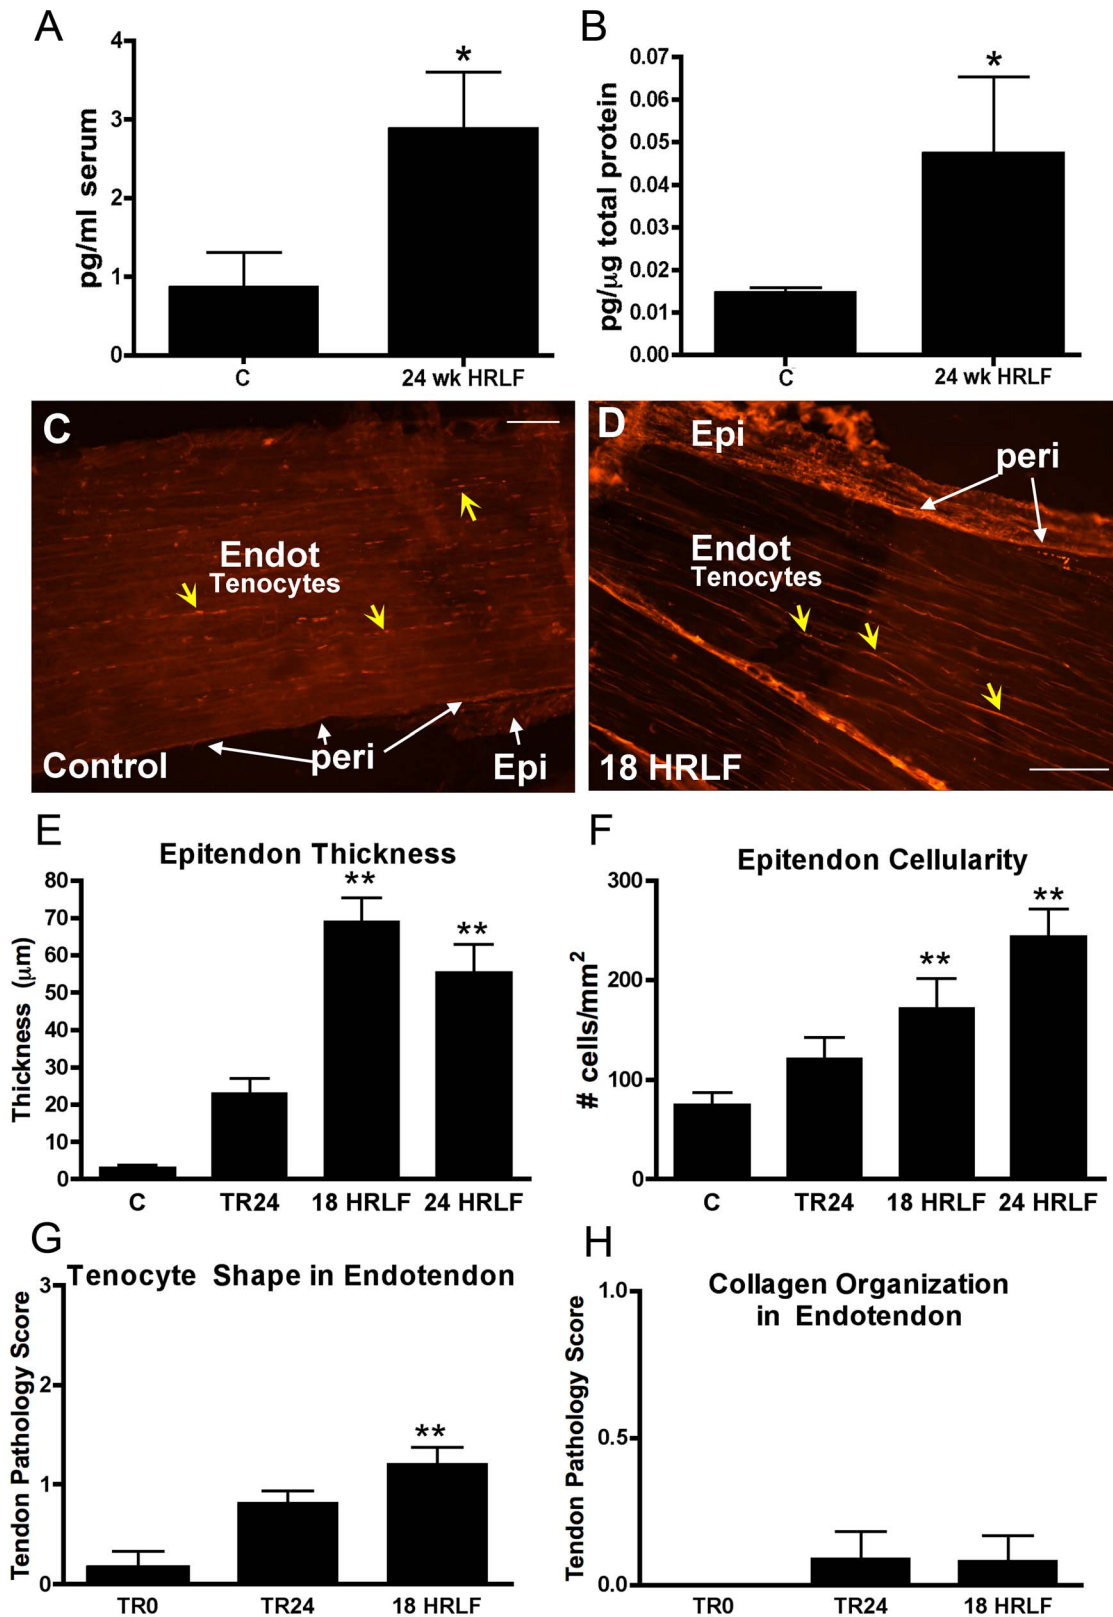 A
4
3
2
1
0
pg/ml serum
*
C
24 wk HRLF
B
0.07
0.06
0.05
0.04
0.03
0.02
0.01
0.00
pg/µg total protein
*
C
24 wk HRLF
C
Endot
Tenocytes
Control
peri
Epi
D
Epi
peri
Endot
Tenocytes
18 HRLF
E
Epitendon Thickness
80
70
60
50
40
30
20
10
0
Thickness (µm)
**
**
C
TR24
18 HRLF
24 HRLF
F
Epitendon Cellularity
300
200
100
0
# cells/mm²
**
**
C
TR24
18 HRLF
24 HRLF
G
Tenocyte Shape in Endotendon
3
2
1
0
Tendon Pathology Score
**
TR0
TR24
18 HRLF
H
Collagen Organization
in Endotendon
1.0
0.5
0.0
Tendon Pathology Score
TR0
TR24
18 HRLF